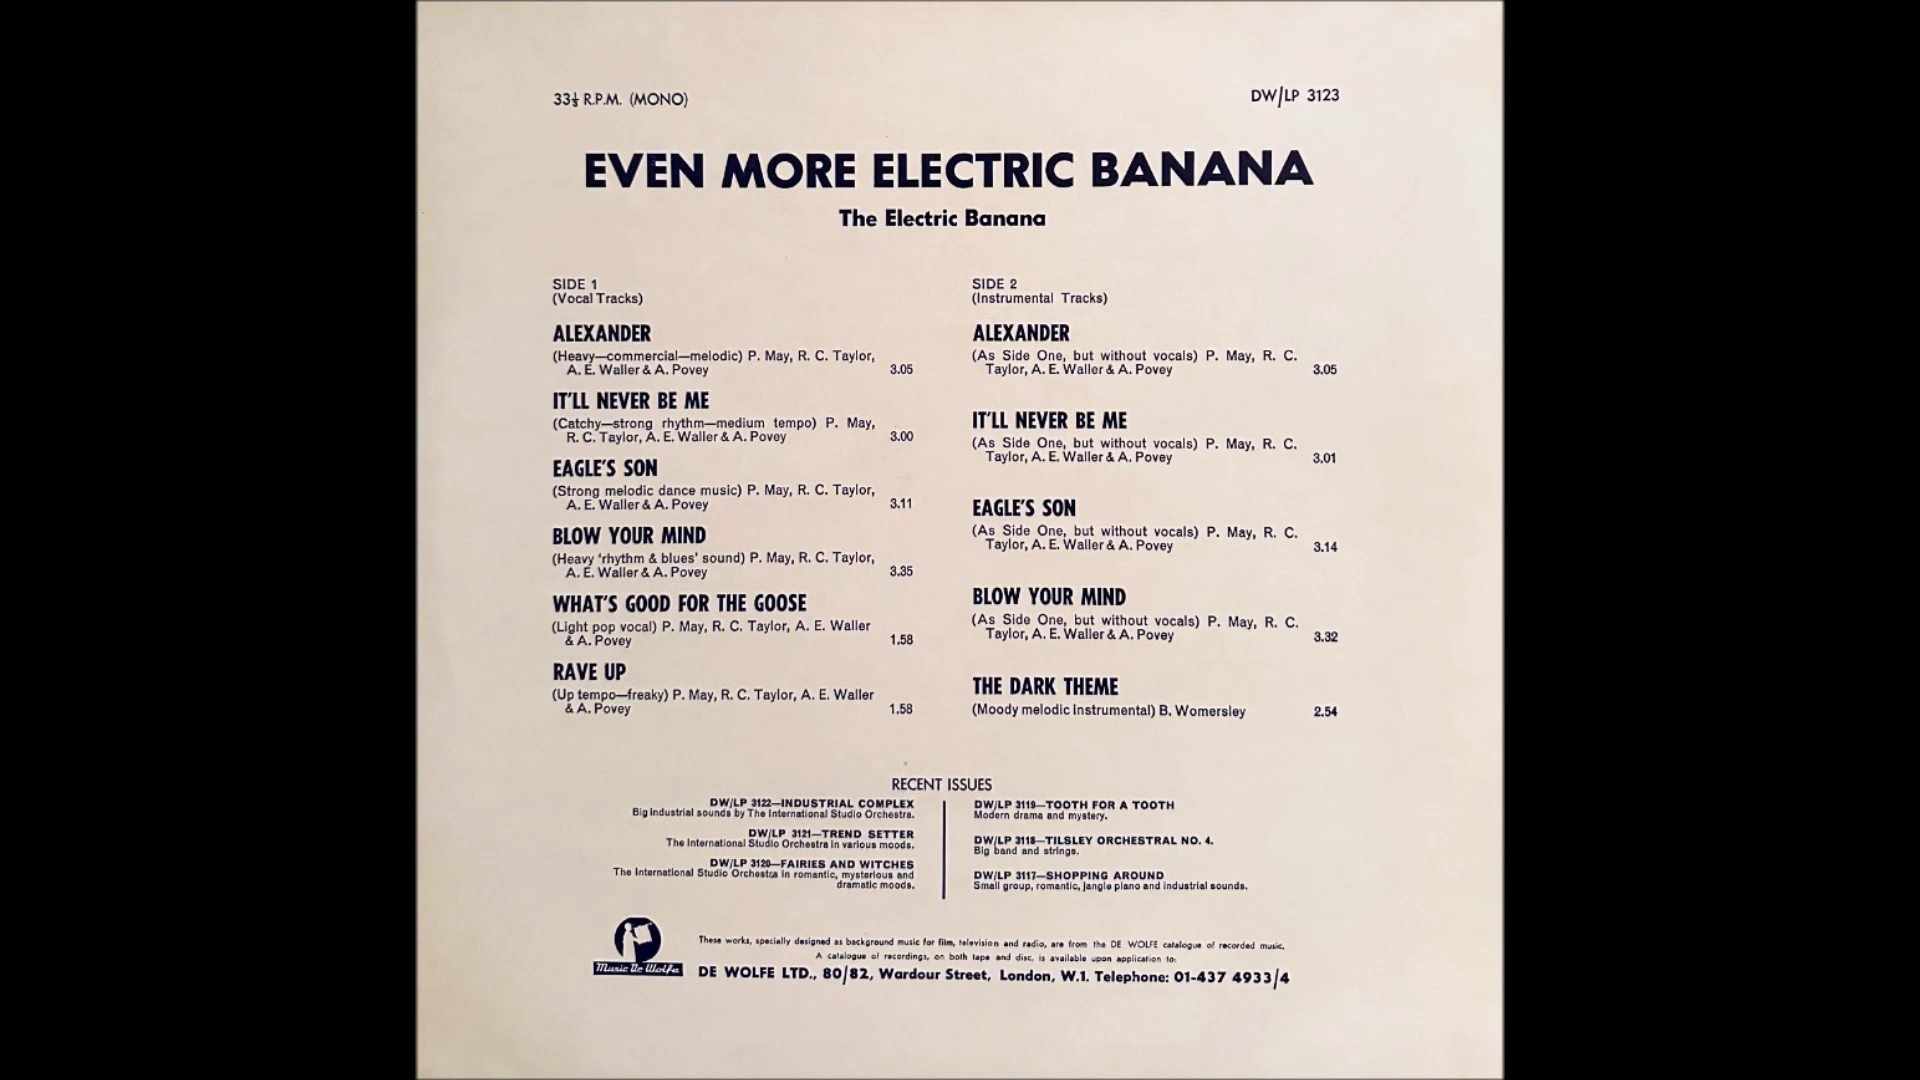 33⅓ R.P.M. (MONO)
DW/LP 3123
EVEN MORE ELECTRIC BANANA
The Electric Banana
SIDE 1
(Vocal Tracks)
ALEXANDER
(Heavy—commercial—melodic) P. May, R. C. Taylor,
A. E. Waller & A. Povey 3.05
IT'LL NEVER BE ME
(Catchy—strong rhythm—medium tempo) P. May,
R. C. Taylor, A. E. Waller & A. Povey 3.00
EAGLE'S SON
(Strong melodic dance music) P. May, R. C. Taylor,
A. E. Waller & A. Povey 3.11
BLOW YOUR MIND
(Heavy 'rhythm & blues' sound) P. May, R. C. Taylor,
A. E. Waller & A. Povey 3.35
WHAT'S GOOD FOR THE GOOSE
(Light pop vocal) P. May, R. C. Taylor, A. E. Waller
& A. Povey 1.58
RAVE UP
(Up tempo—freaky) P. May, R. C. Taylor, A. E. Waller
& A. Povey 1.58
SIDE 2
(Instrumental Tracks)
ALEXANDER
(As Side One, but without vocals) P. May, R. C.
Taylor, A. E. Waller & A. Povey 3.05
IT'LL NEVER BE ME
(As Side One, but without vocals) P. May, R. C.
Taylor, A. E. Waller & A. Povey 3.01
EAGLE'S SON
(As Side One, but without vocals) P. May, R. C.
Taylor, A. E. Waller & A. Povey 3.14
BLOW YOUR MIND
(As Side One, but without vocals) P. May, R. C.
Taylor, A. E. Waller & A. Povey 3.32
THE DARK THEME
(Moody melodic instrumental) B. Womersley 2.54
RECENT ISSUES
DW/LP 3122—INDUSTRIAL COMPLEX
Big industrial sounds by The International Studio Orchestra.
DW/LP 3121—TREND SETTER
The International Studio Orchestra in various moods.
DW/LP 3120—FAIRIES AND WITCHES
The International Studio Orchestra in romantic, mysterious and
dramatic moods.
DW/LP 3119—TOOTH FOR A TOOTH
Modern drama and mystery.
DW/LP 3118—TILSLEY ORCHESTRAL NO. 4.
Big band and strings.
DW/LP 3117—SHOPPING AROUND
Small group, romantic, jangle piano and industrial sounds.
Music De Wolfe
These works, specially designed as background music for film, television and radio, are from the DE WOLFE catalogue of recorded music.
A catalogue of recordings, on both tape and disc, is available upon application to:
DE WOLFE LTD., 80/82, Wardour Street, London, W.1. Telephone: 01-437 4933/4